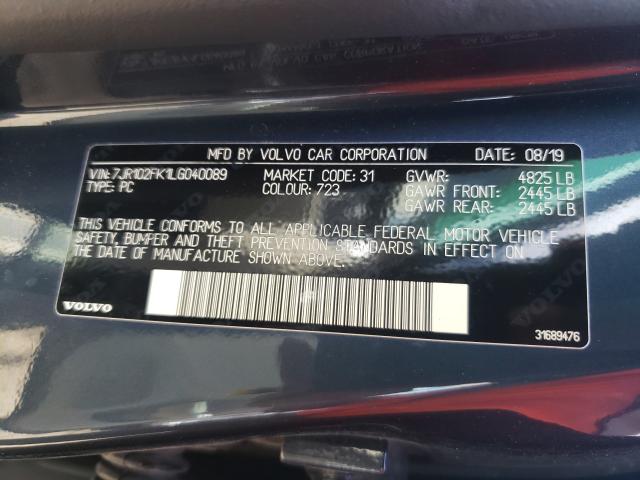 MFD BY VOLVO CAR CORPORATION DATE: 08/19
VIN:7JR102FK1LG040089 MARKET CODE: 31 GVWR: 4825 LB
TYPE: PC COLOUR: 723 GAWR FRONT: 2445 LB
GAWR REAR: 2445 LB
THIS VEHICLE CONFORMS TO ALL APPLICABLE FEDERAL MOTOR VEHICLE
SAFETY, BUMPER AND THEFT PREVENTION STANDARDS IN EFFECT ON
THE DATE OF MANUFACTURE SHOWN ABOVE.
VOLVO 31689476